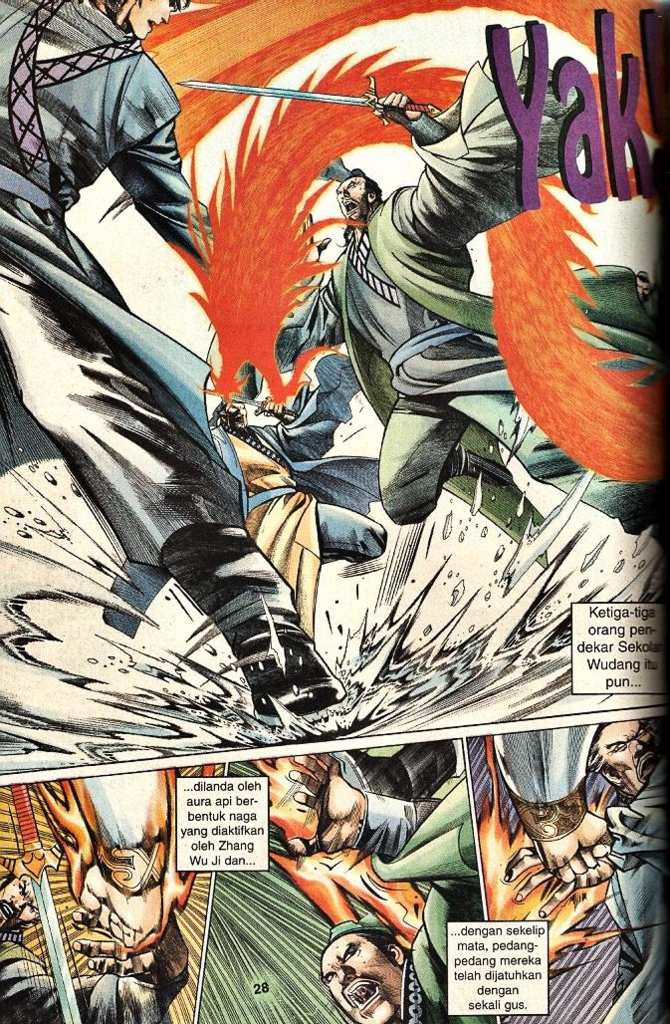 Yak!
Ketiga-tiga
orang pen-
dekar Sekolah
Wudang itu
pun...
...dilanda oleh
aura api ber-
bentuk naga
yang diaktifkan
oleh Zhang
Wu Ji dan...
...dengan sekelip
mata, pedang-
pedang mereka
telah dijatuhkan
dengan
sekali gus.
28